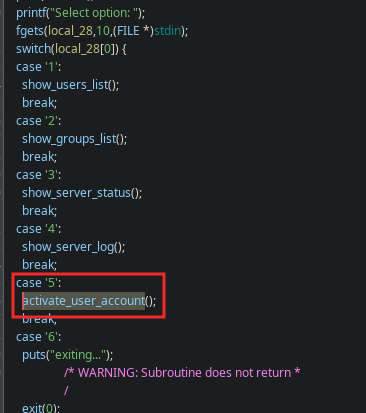 printf("Select option: ");
fgets(local_28,10,(FILE *)stdin);
switch(local_28[0]) {
case '1':
show_users_list();
break;
case '2':
show_groups_list();
break;
case '3':
show_server_status();
break;
case '4':
show_server_log();
break;
case '5':
activate_user_account();
break;
case '6':
puts("exiting...");
/* WARNING: Subroutine does not return *
/
exit(0);